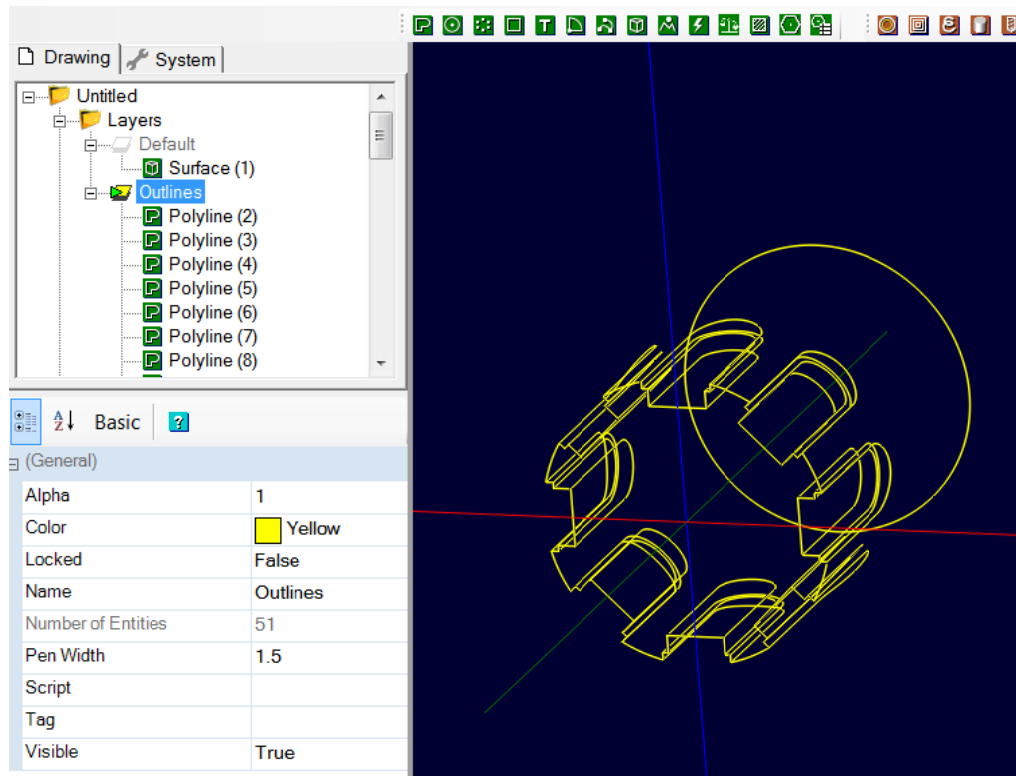 Drawing System
Untitled
Layers
Default
Surface (1)
Outlines
Polyline (2)
Polyline (3)
Polyline (4)
Polyline (5)
Polyline (6)
Polyline (7)
Polyline (8)
Basic
(General)
Alpha 1
Color Yellow
Locked False
Name Outlines
Number of Entities 51
Pen Width 1.5
Script
Tag
Visible True